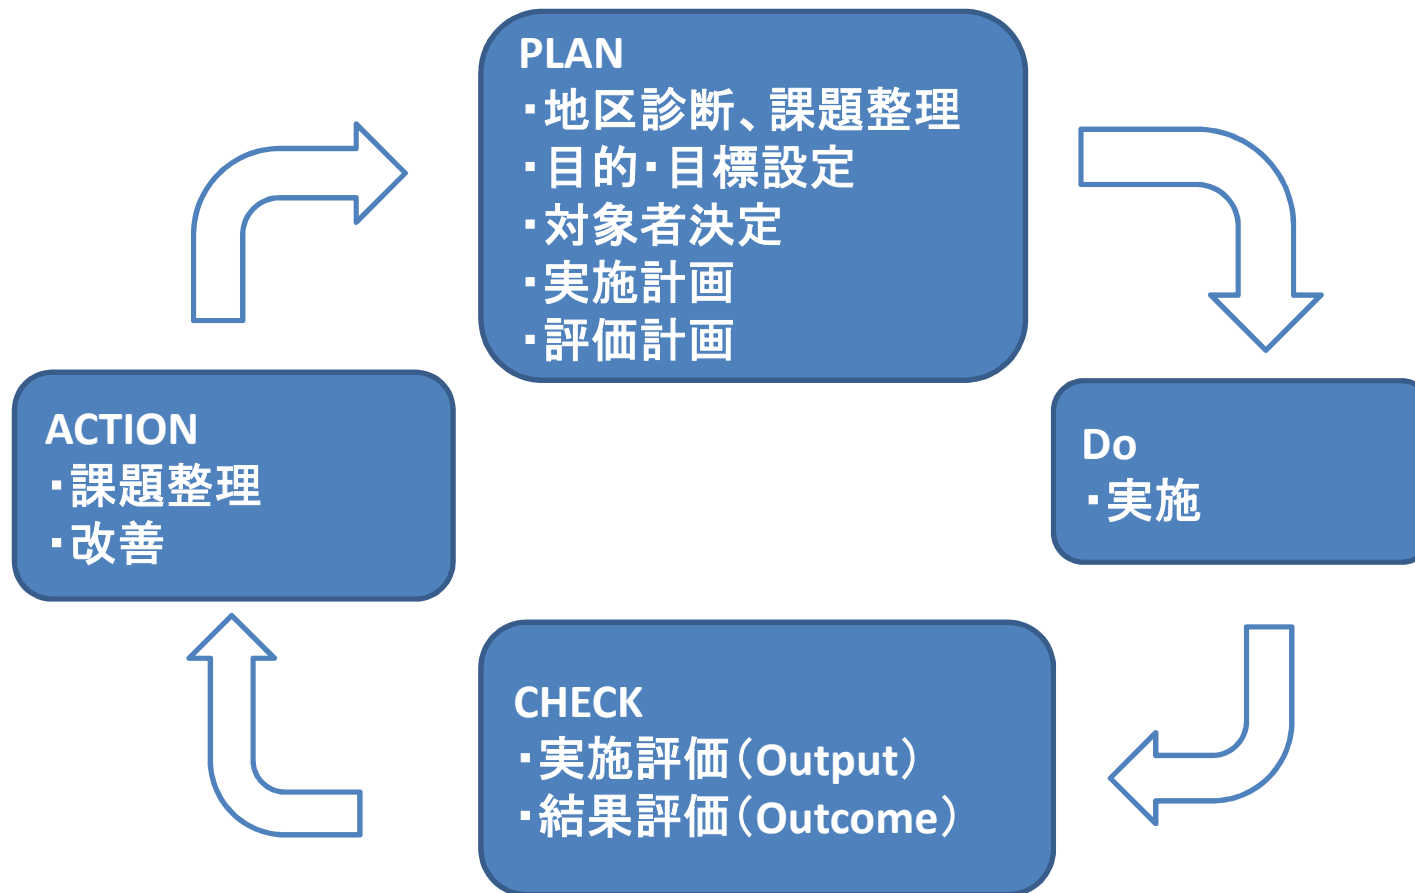 PLAN
・地区診断、課題整理
・目的・目標設定
・対象者決定
・実施計画
・評価計画
ACTION
・課題整理
・改善
Do
・実施
CHECK
・実施評価（Output）
・結果評価（Outcome）